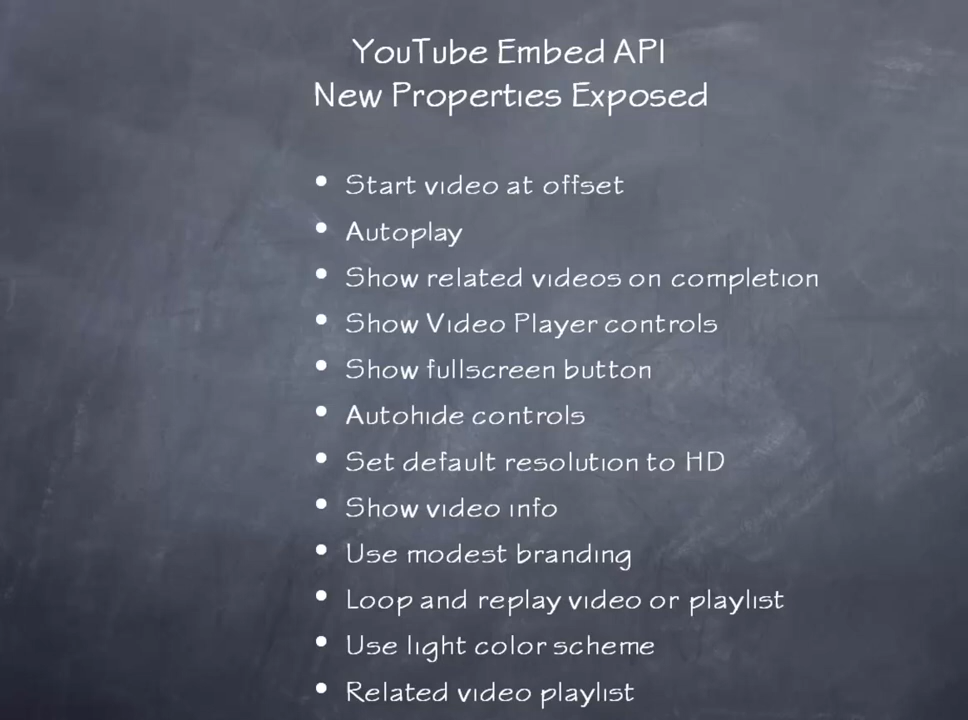 YouTube Embed API
New Properties Exposed
• Start video at offset
• Autoplay
• Show related videos on completion
• Show Video Player controls
• Show fullscreen button
• Autohide controls
• Set default resolution to HD
• Show video info
• Use modest branding
• Loop and replay video or playlist
• Use light color scheme
• Related video playlist